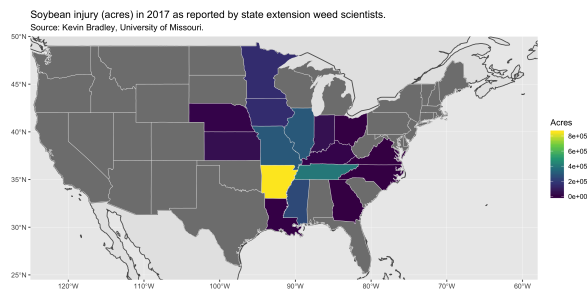 Soybean injury (acres) in 2017 as reported by state extension weed scientists.
Source: Kevin Bradley, University of Missouri.
50°N
45°N
40°N
35°N
30°N
25°N
120°W 110°W 100°W 90°W 80°W 70°W 60°W
Acres
8e+05
6e+05
4e+05
2e+05
0e+00